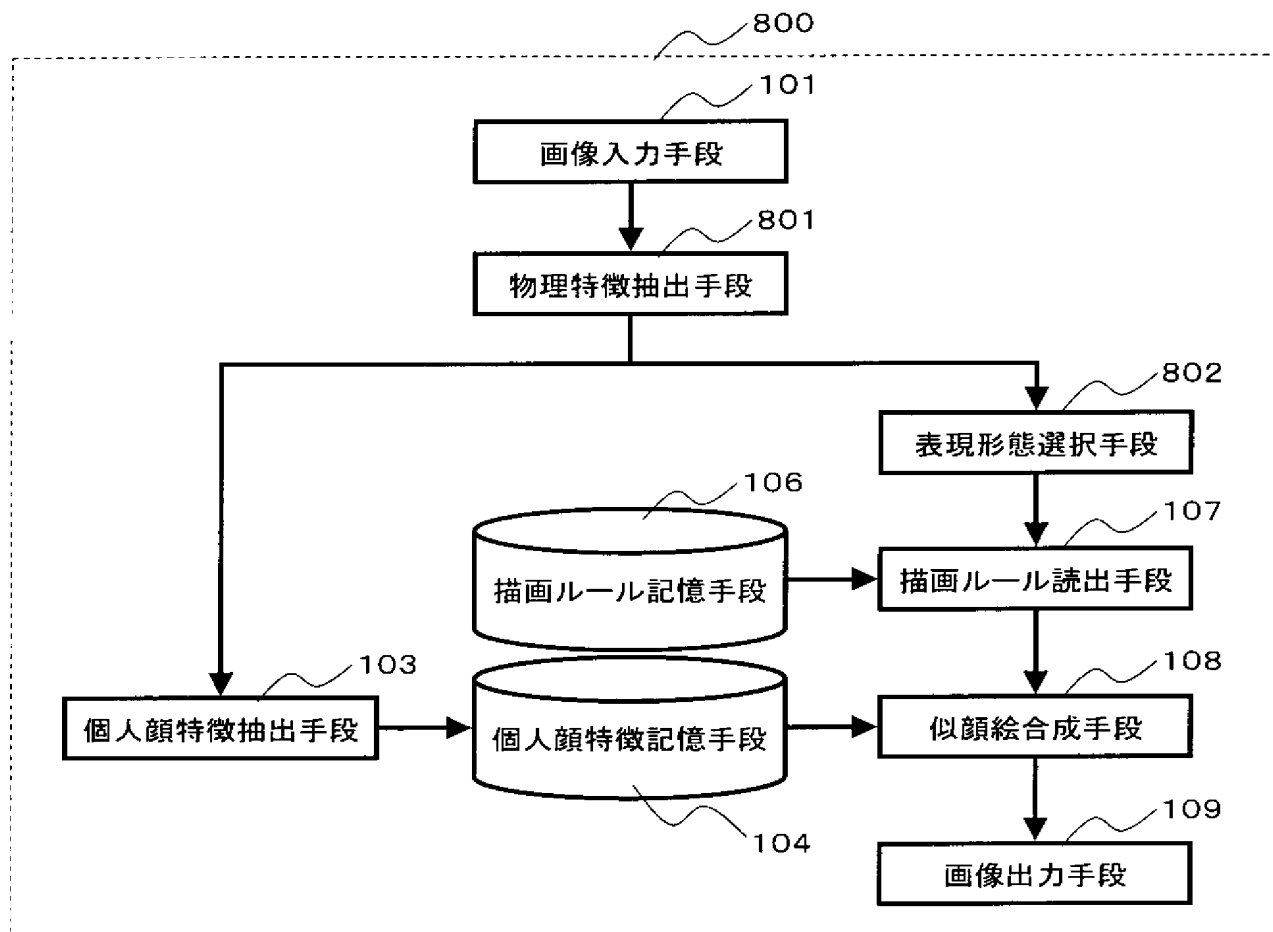 800
101
画像入力手段
801
物理特徴抽出手段
802
表現形態選択手段
106
107
描画ルール記憶手段
描画ルール読出手段
103
108
個人顔特徴抽出手段
個人顔特徴記憶手段
似顔絵合成手段
104
109
画像出力手段